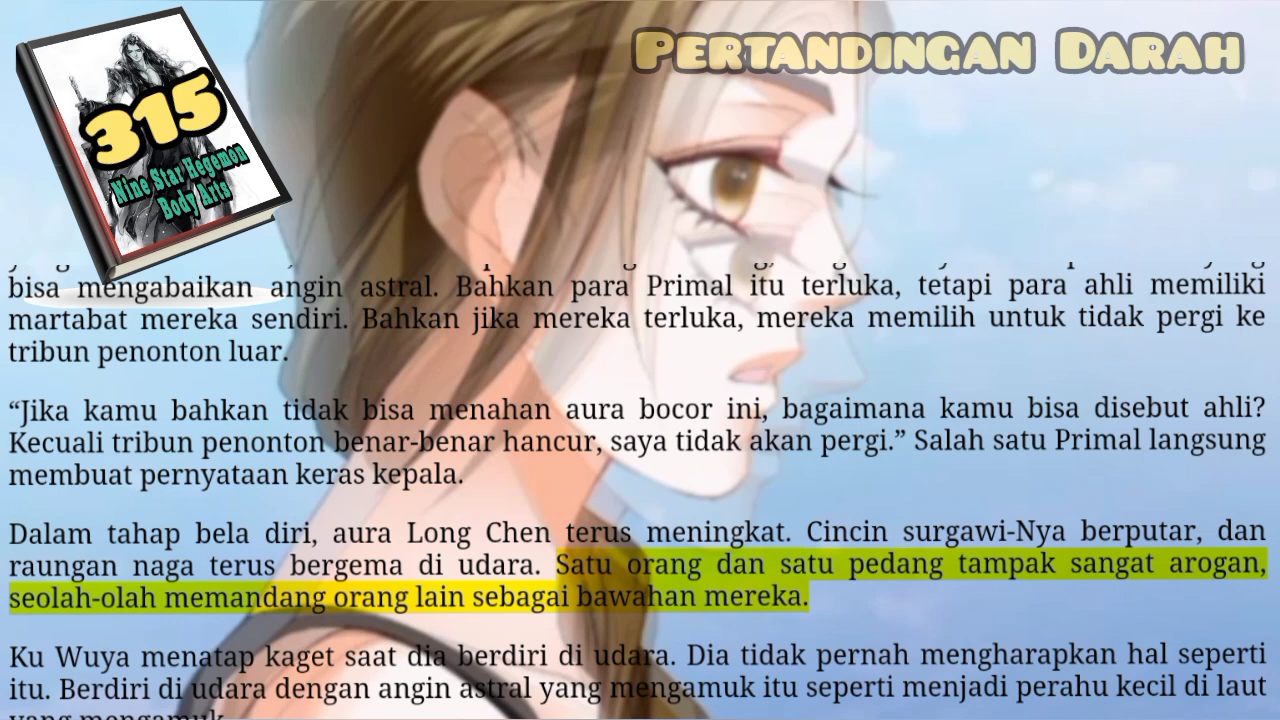 PERTANDINGAN DARAH
315
Nine Star Hegemon
Body Arts
bisa mengabaikan angin astral. Bahkan para Primal itu terluka, tetapi para ahli memiliki
martabat mereka sendiri. Bahkan jika mereka terluka, mereka memilih untuk tidak pergi ke
tribun penonton luar.
“Jika kamu bahkan tidak bisa menahan aura bocor ini, bagaimana kamu bisa disebut ahli?
Kecuali tribun penonton benar-benar hancur, saya tidak akan pergi.” Salah satu Primal langsung
membuat pernyataan keras kepala.
Dalam tahap bela diri, aura Long Chen terus meningkat. Cincin surgawi-Nya berputar, dan
raungan naga terus bergema di udara. Satu orang dan satu pedang tampak sangat arogan,
seolah-olah memandang orang lain sebagai bawahan mereka.
Ku Wuya menatap kaget saat dia berdiri di udara. Dia tidak pernah mengharapkan hal seperti
itu. Berdiri di udara dengan angin astral yang mengamuk itu seperti menjadi perahu kecil di laut
yang mengamuk.